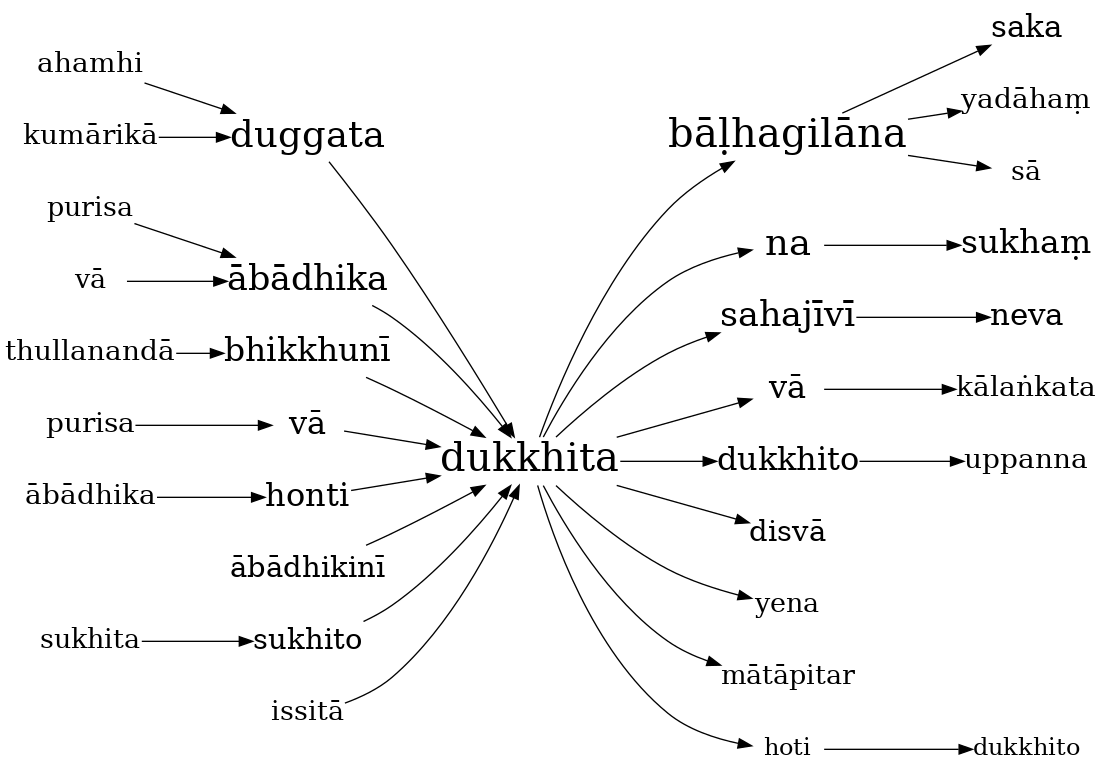 ahamhi
kumārikā
duggata
purisa
vā
ābādhika
thullanandā
bhikkhunī
purisa
vā
ābādhika
honti
ābādhikinī
sukhita
sukhito
issitā
dukkhita
bāḷhagilāna
saka
yadāhaṃ
sā
na
sukhaṃ
sahajīvī
neva
vā
kālaṅkata
dukkhito
uppanna
disvā
yena
mātāpitar
hoti
dukkhito